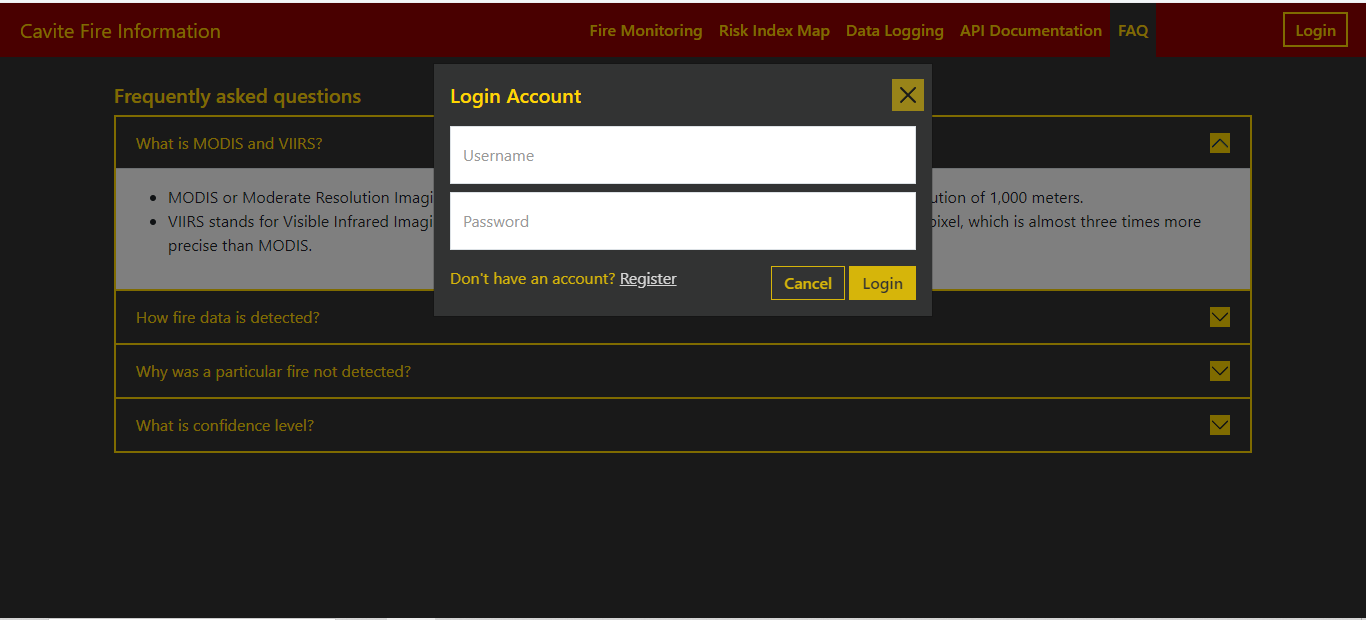 Cavite Fire Information
Fire Monitoring
Risk Index Map
Data Logging
API Documentation
FAQ
Login
Frequently asked questions
What is MODIS and VIIRS?
MODIS or Moderate Resolution Imagi
ution of 1,000 meters.
VIIRS stands for Visible Infrared Imagi
pixel, which is almost three times more
precise than MODIS.
How fire data is detected?
Why was a particular fire not detected?
What is confidence level?
Login Account
Username
Password
Don't have an account? Register
Cancel
Login